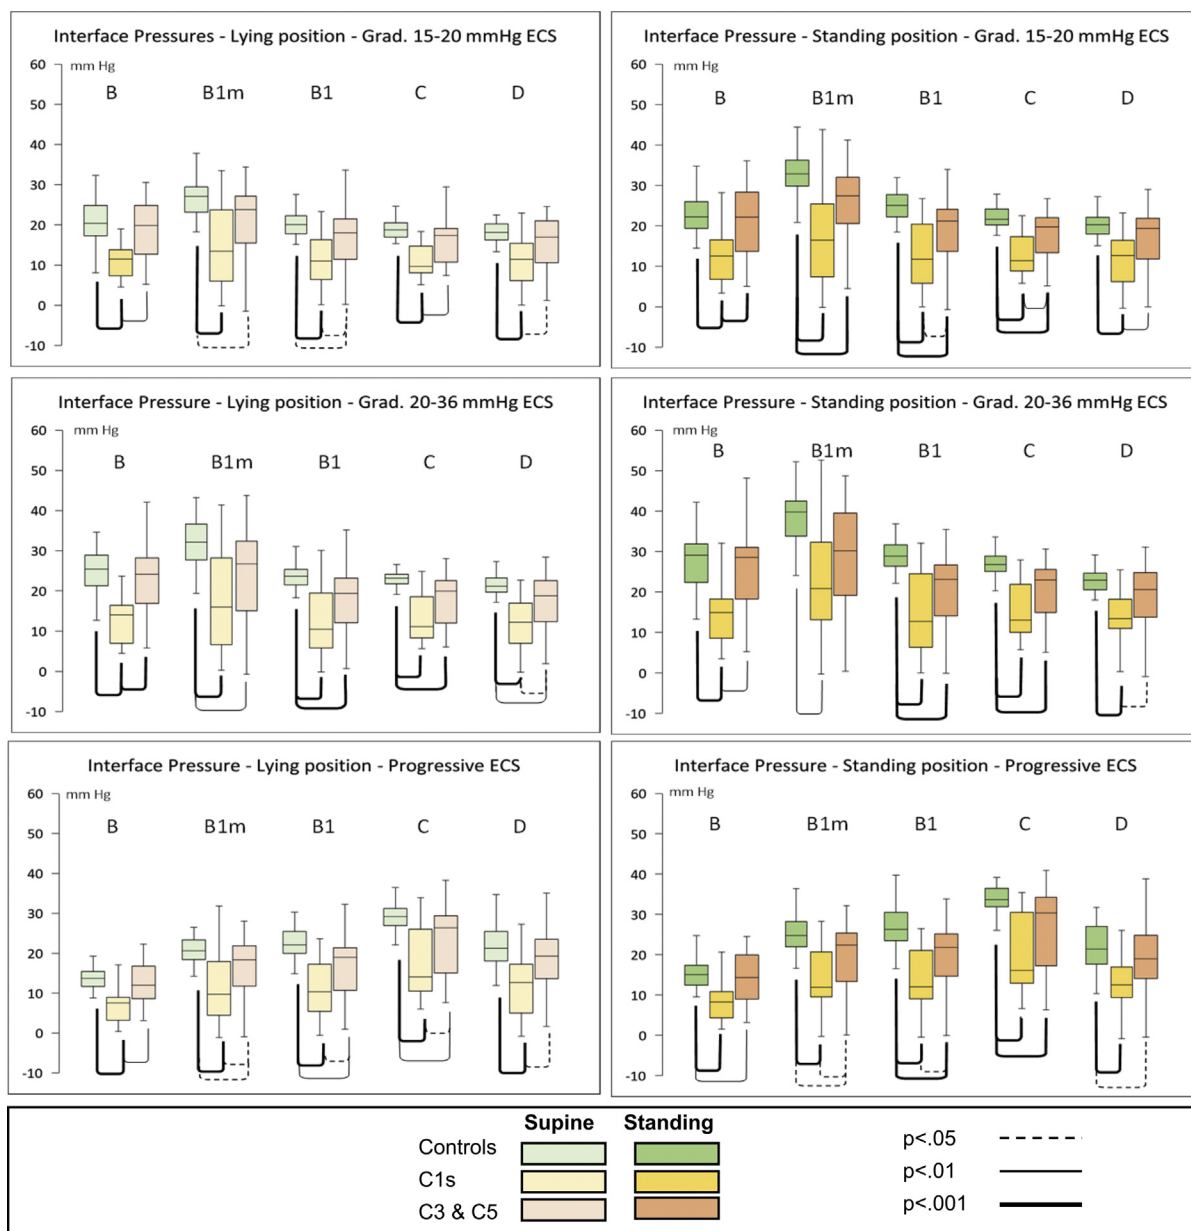 Interface Pressures - Lying position - Grad. 15-20 mmHg ECS
60
mm Hg
50
40
30
20
10
0
-10
B B1m B1 C D
Interface Pressure - Standing position - Grad. 15-20 mmHg ECS
60
mm Hg
50
40
30
20
10
0
-10
B B1m B1 C D
Interface Pressure - Lying position - Grad. 20-36 mmHg ECS
60
mm Hg
50
40
30
20
10
0
-10
B B1m B1 C D
Interface Pressure - Standing position - Grad. 20-36 mmHg ECS
60
mm Hg
50
40
30
20
10
0
-10
B B1m B1 C D
Interface Pressure - Lying position - Progressive ECS
60
mm Hg
50
40
30
20
10
0
-10
B B1m B1 C D
Interface Pressure - Standing position - Progressive ECS
60
mm Hg
50
40
30
20
10
0
-10
B B1m B1 C D
Supine Standing
Controls
C1s
C3 & C5
p<.05
p<.01
p<.001